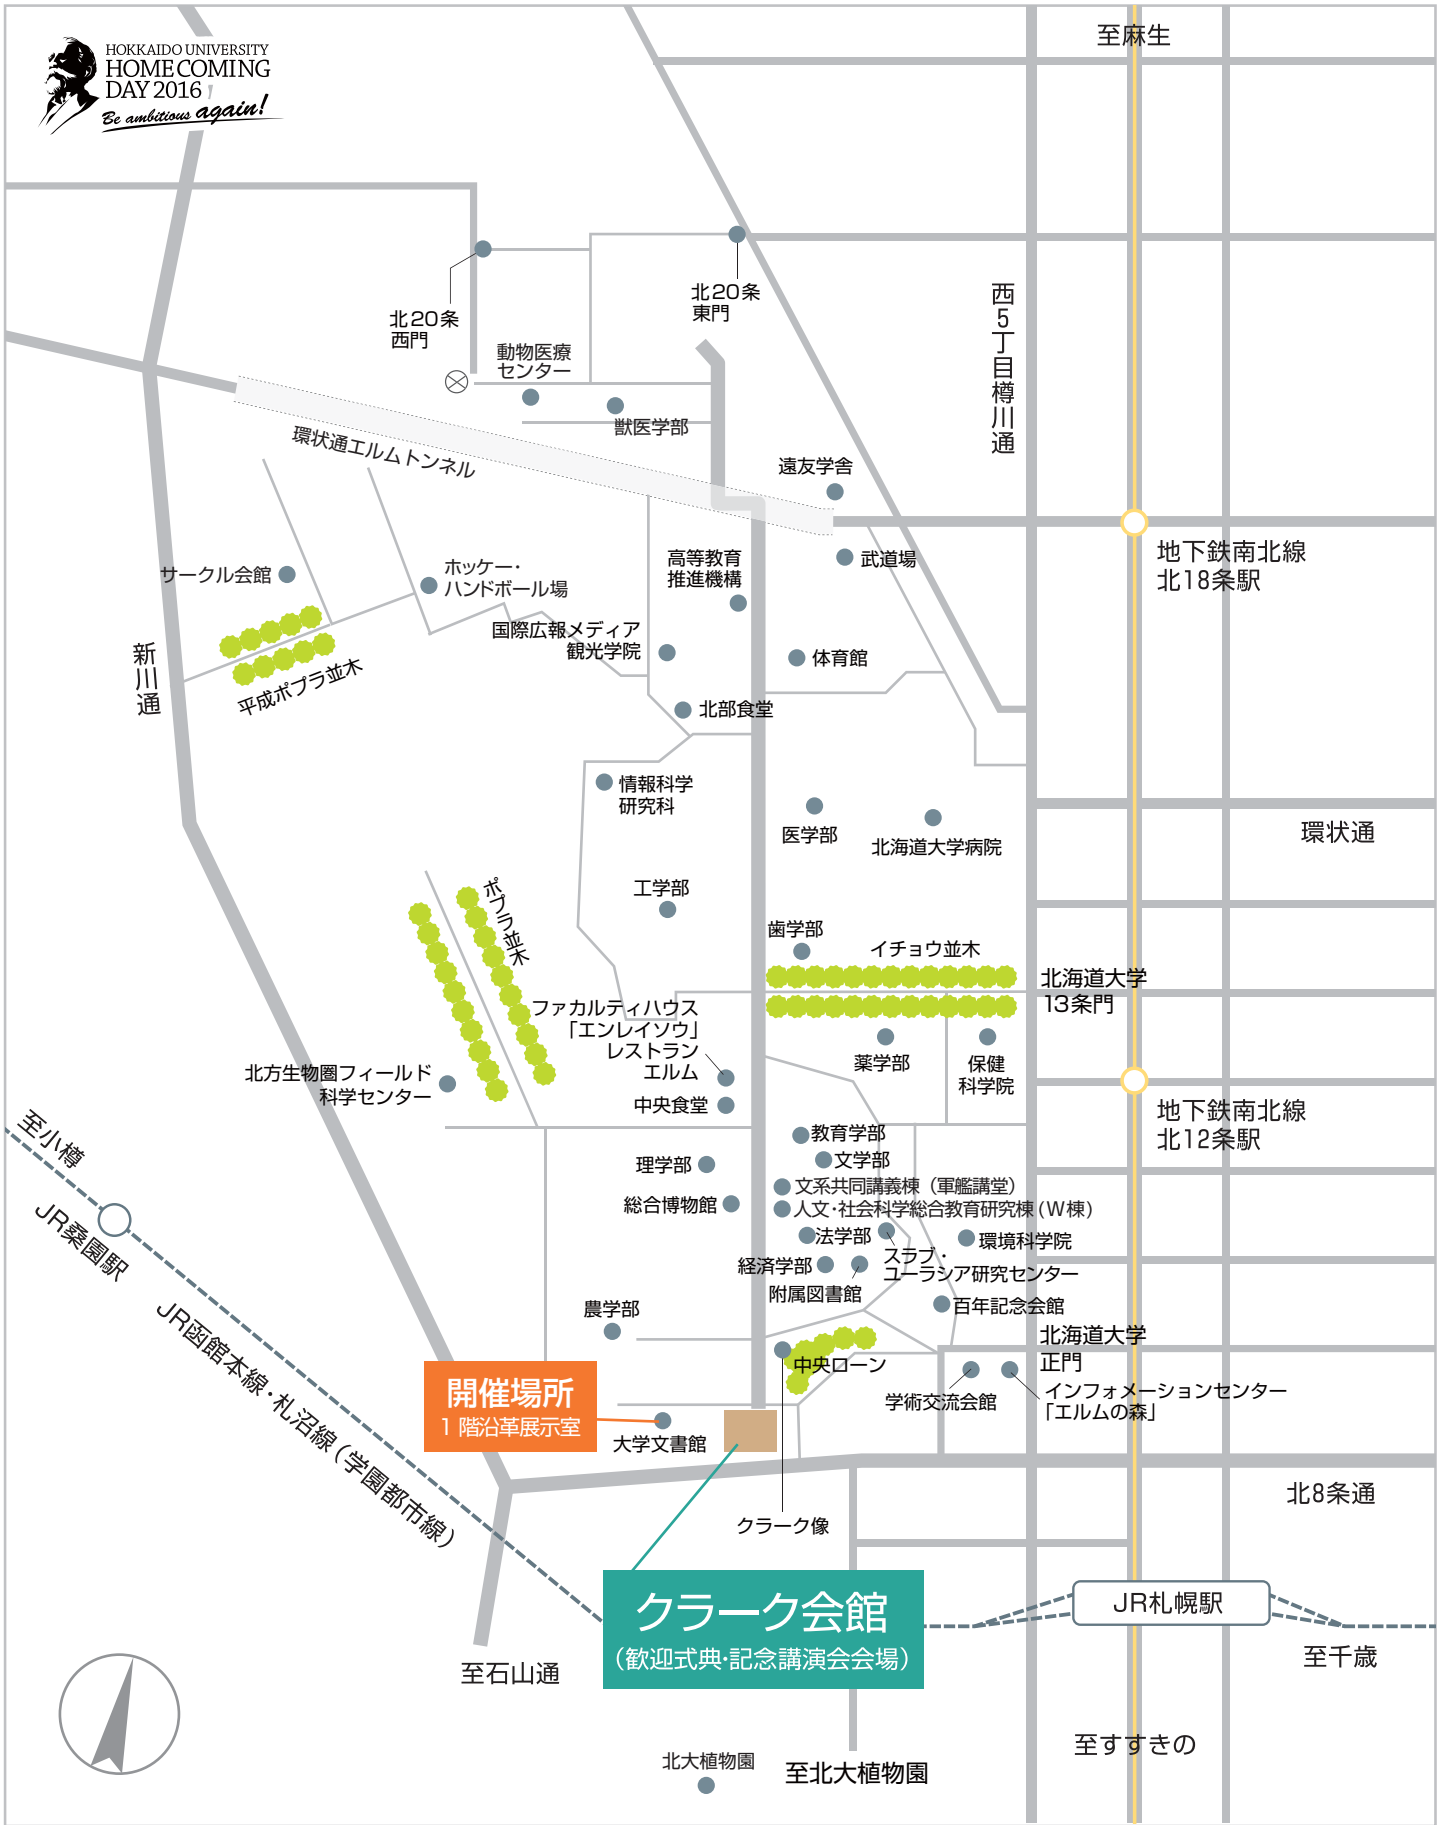 HOKKAIDO UNIVERSITY
HOME COMING
DAY 2016
Be ambitious again!
至麻生
北20条
西門
北20条
東門
西5丁目樽川通
動物医療
センター
獣医学部
環状通エルムトンネル
遠友学舎
地下鉄南北線
北18条駅
武道場
高等教育
推進機構
サークル会館
ホッケー・
ハンドボール場
国際広報メディア
観光学院
体育館
新川通
平成ポプラ並木
北部食堂
情報科学
研究科
医学部
北海道大学病院
環状通
工学部
ポプラ並木
歯学部
イチョウ並木
北海道大学
13条門
ファカルティハウス
「エンレイソウ」
レストラン
エルム
薬学部
保健
科学院
北方生物圏フィールド
科学センター
中央食堂
地下鉄南北線
北12条駅
至小樽
教育学部
文学部
理学部
文系共同講義棟（軍艦講堂）
総合博物館
人文・社会科学総合教育研究棟(W棟)
JR桑園駅
法学部
スラブ・
ユーラシア研究センター
環境科学院
経済学部
附属図書館
百年記念会館
農学部
北海道大学
正門
中央ローン
JR函館本線・札沼線（学園都市線）
開催場所
1階沿革展示室
大学文書館
学術交流会館
インフォメーションセンター
「エルムの森」
北8条通
クラーク像
クラーク会館
（歓迎式典・記念講演会会場）
JR札幌駅
至千歳
至石山通
至すすきの
北大植物園
至北大植物園